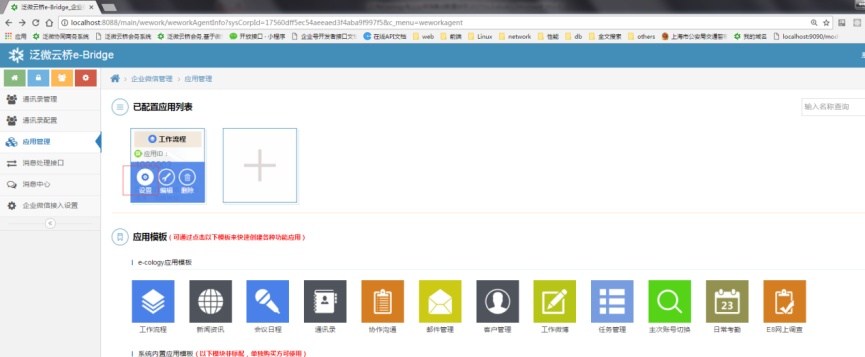 泛微云桥e-Bridge_企业
localhost:8088/main/wework/weworkAgentInfo?sysCorpId=17560dff5ec54aeaaed3f4aba9f997f5&c_menu=weworkagent
应用 泛微协同商务系统 泛微云桥会务系统 泛微云桥会务,基于微 开放接口 - 小程序 企业号开发者接口文 在线API文档 web 前端 Linux network 性能 db 全文搜索 others 上海市公安局交通警 我的域名 localhost:9090/mod
泛微云桥e-Bridge
企业微信管理 › 应用管理
通讯录管理
通讯录配置
应用管理
消息处理接口
消息中心
企业微信接入设置
已配置应用列表
输入名称查询
工作流程
应用ID：
设置 编辑 删除
应用模板（可通过点击以下模板来快速创建各种功能应用）
e-cology应用模板
23
工作流程 新闻资讯 会议日程 通讯录 协作沟通 邮件管理 客户管理 工作微博 任务管理 主次账号切换 日常考勤 E8网上调查
系统内置应用模板（以下模块非标配，单独购买方可使用）